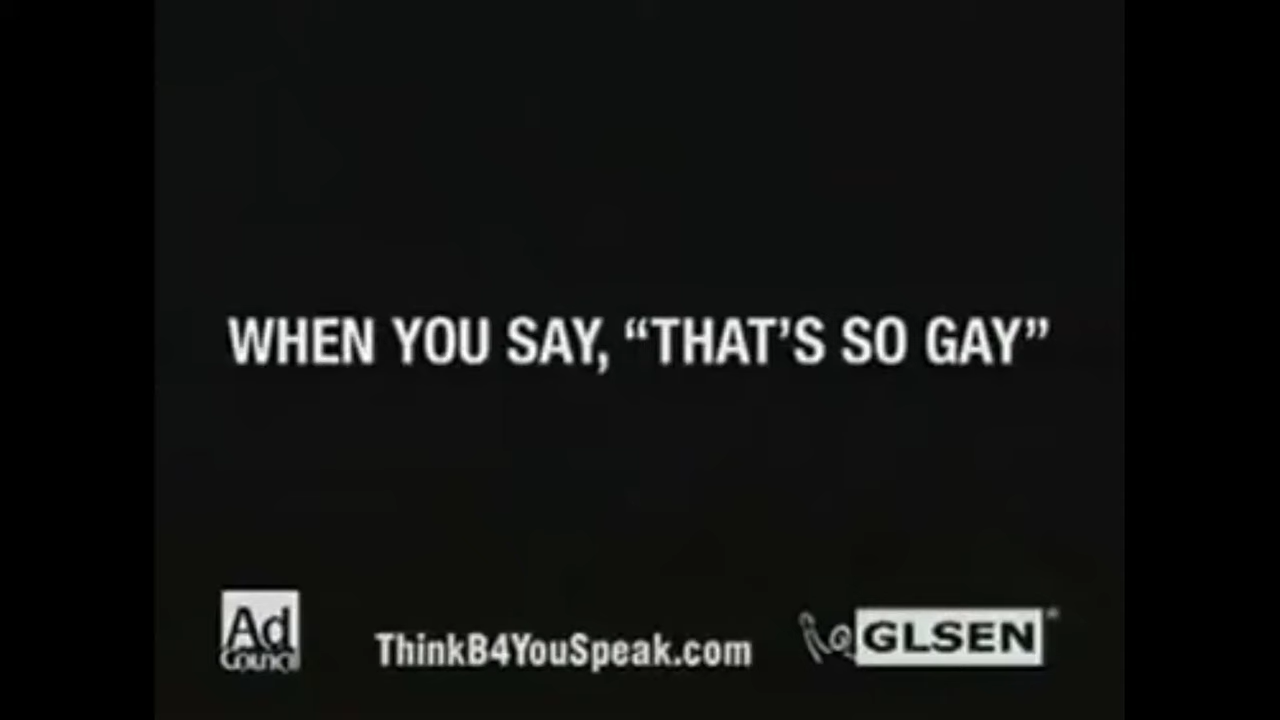 WHEN YOU SAY, “THAT’S SO GAY”
Ad
Council
ThinkB4YouSpeak.com
GLSEN®